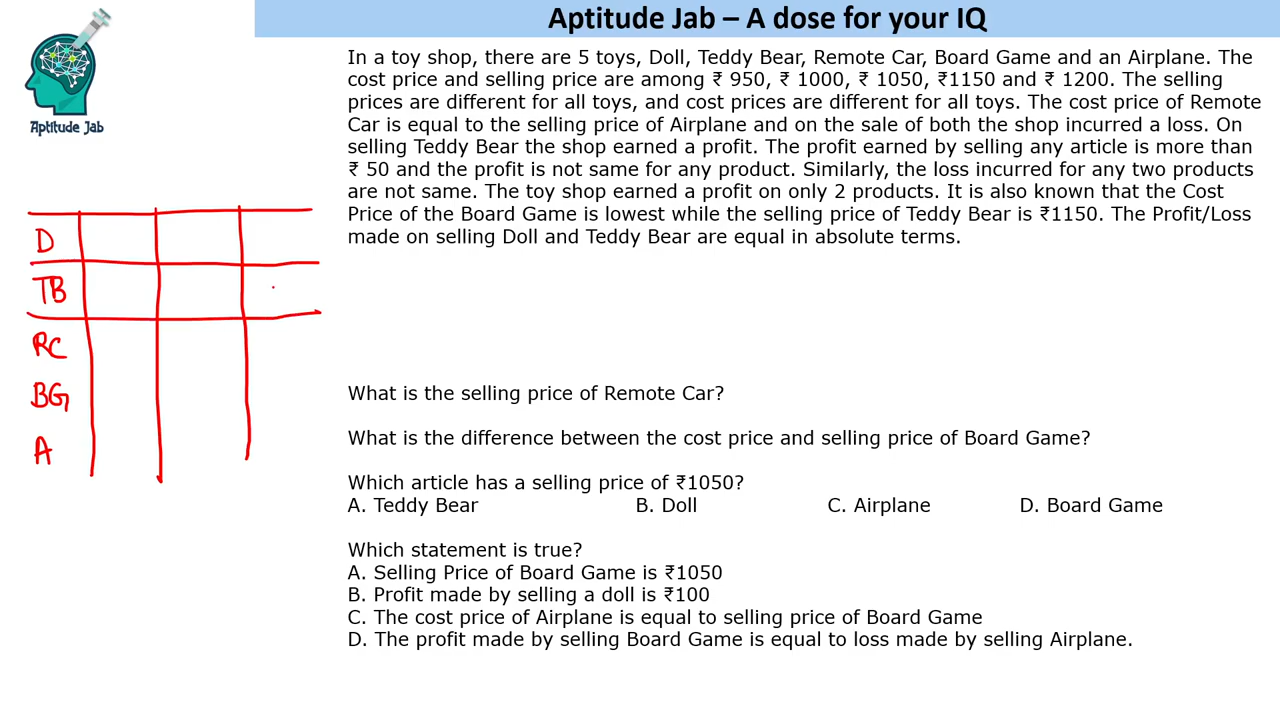 Aptitude Jab – A dose for your IQ
Aptitude Jab
In a toy shop, there are 5 toys, Doll, Teddy Bear, Remote Car, Board Game and an Airplane. The
cost price and selling price are among ₹ 950, ₹ 1000, ₹ 1050, ₹1150 and ₹ 1200. The selling
prices are different for all toys, and cost prices are different for all toys. The cost price of Remote
Car is equal to the selling price of Airplane and on the sale of both the shop incurred a loss. On
selling Teddy Bear the shop earned a profit. The profit earned by selling any article is more than
₹ 50 and the profit is not same for any product. Similarly, the loss incurred for any two products
are not same. The toy shop earned a profit on only 2 products. It is also known that the Cost
Price of the Board Game is lowest while the selling price of Teddy Bear is ₹1150. The Profit/Loss
made on selling Doll and Teddy Bear are equal in absolute terms.
D
TB
RC
BG
A
What is the selling price of Remote Car?
What is the difference between the cost price and selling price of Board Game?
Which article has a selling price of ₹1050?
A. Teddy Bear B. Doll C. Airplane D. Board Game
Which statement is true?
A. Selling Price of Board Game is ₹1050
B. Profit made by selling a doll is ₹100
C. The cost price of Airplane is equal to selling price of Board Game
D. The profit made by selling Board Game is equal to loss made by selling Airplane.